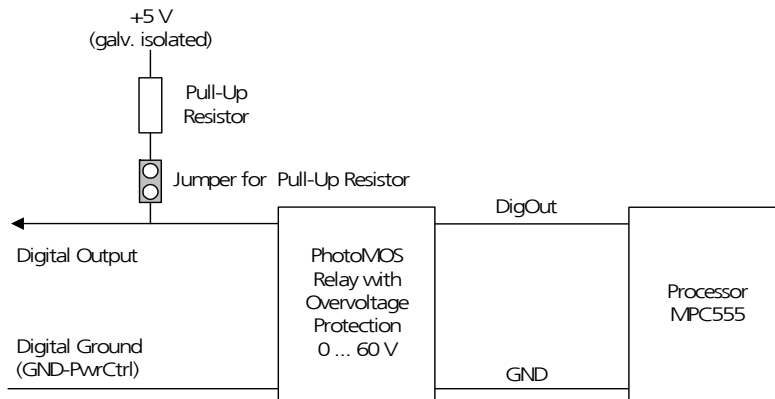 +5 V
(galv. isolated)
Pull-Up
Resistor
Jumper for Pull-Up Resistor
DigOut
Digital Output
PhotoMOS
Relay with
Overvoltage
Protection
0 ... 60 V
Processor
MPC555
Digital Ground
(GND-PwrCtrl)
GND